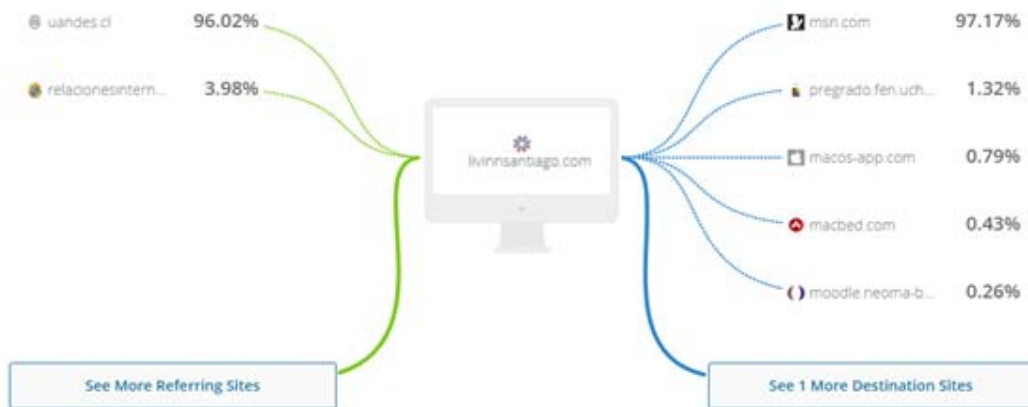 uandes.cl 96.02%
relacionesintern... 3.98%
livinnsantiago.com
msn.com 97.17%
pregrado.fen.uch... 1.32%
macos-app.com 0.79%
macbed.com 0.43%
moodle.neoma-b... 0.26%
See More Referring Sites
See 1 More Destination Sites